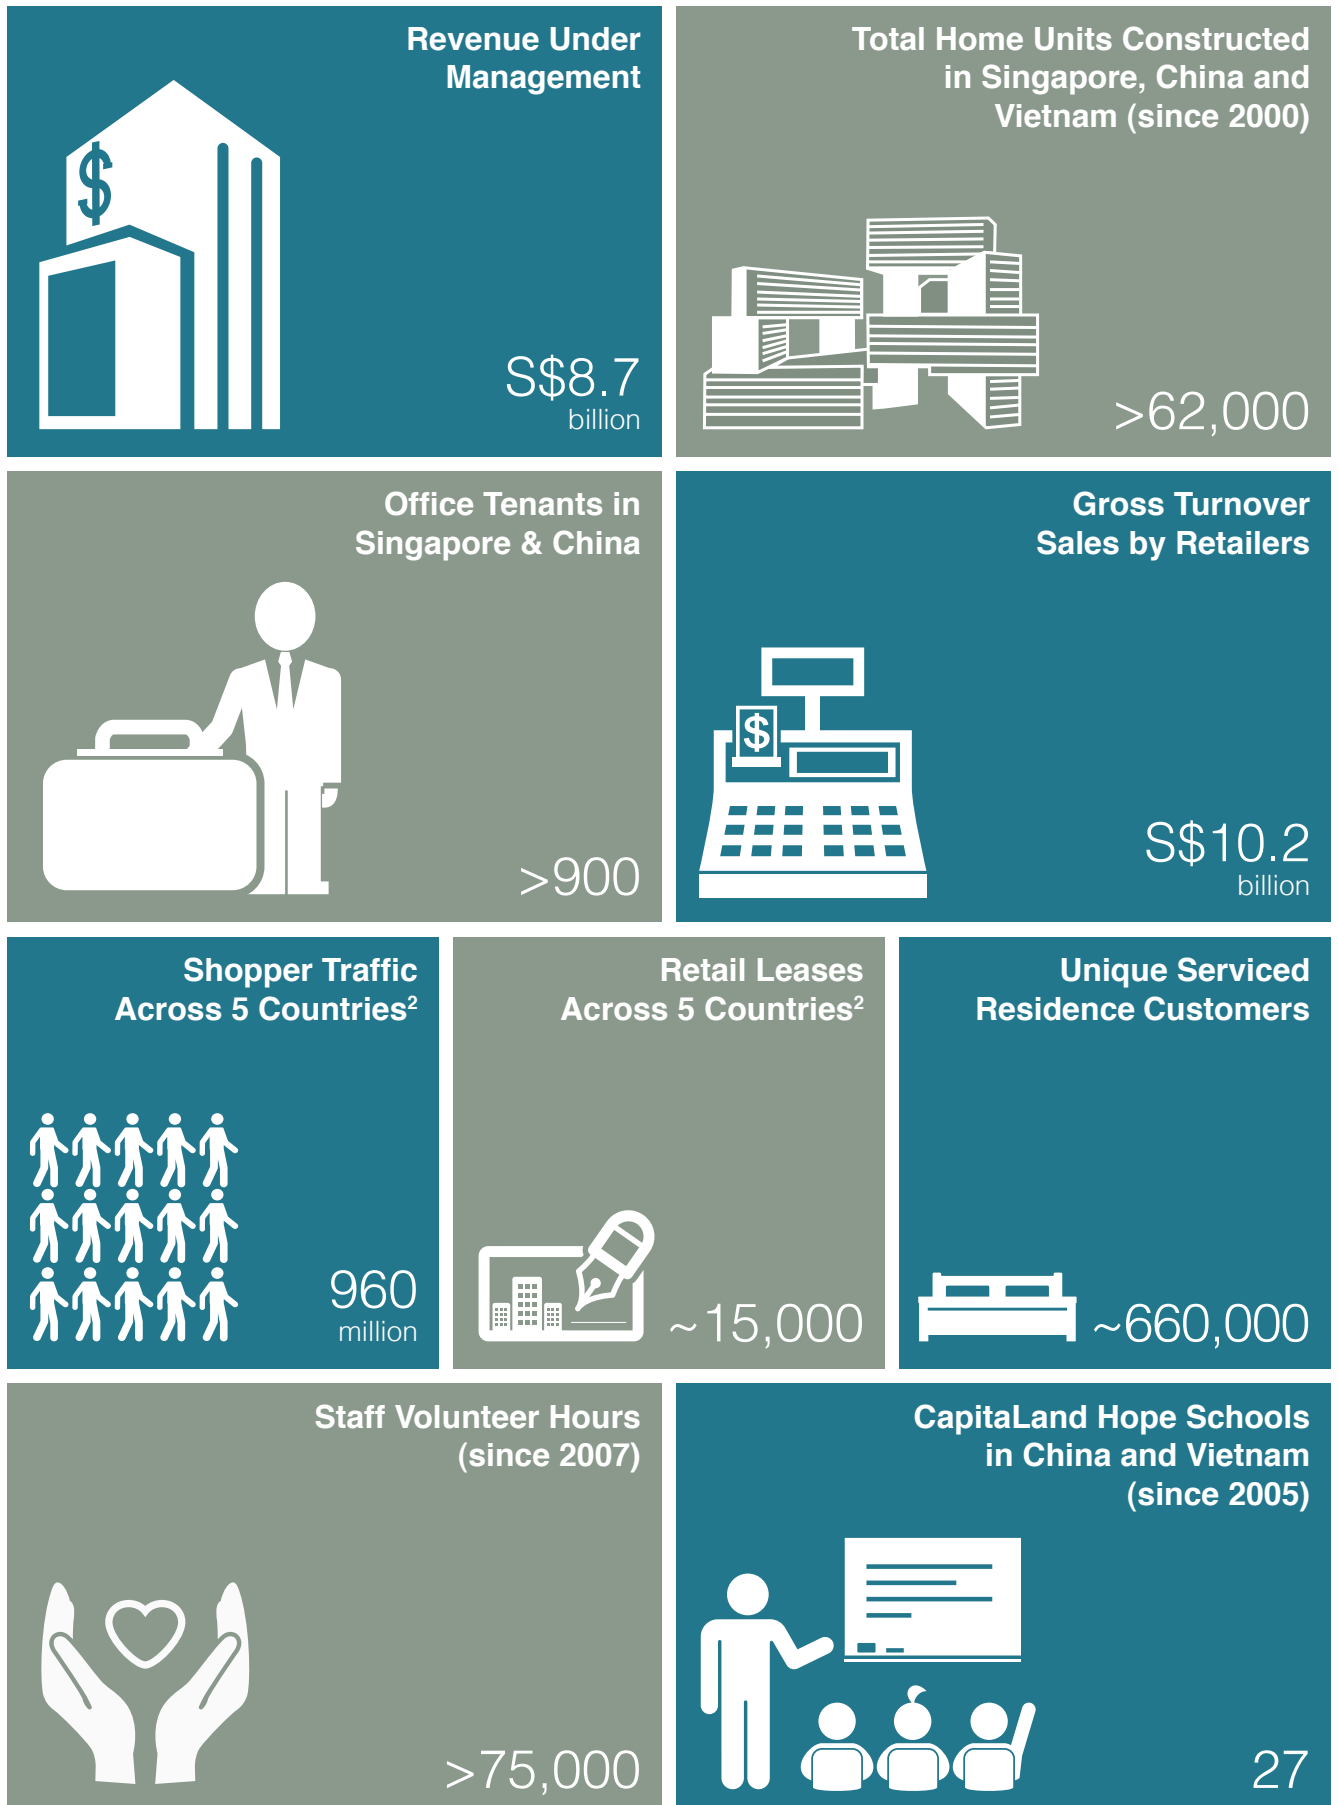 Revenue Under
Management
$
S$8.7
billion
Total Home Units Constructed
in Singapore, China and
Vietnam (since 2000)
>62,000
Office Tenants in
Singapore & China
>900
Gross Turnover
Sales by Retailers
$
S$10.2
billion
Shopper Traffic
Across 5 Countries²
960
million
Retail Leases
Across 5 Countries²
~15,000
Unique Serviced
Residence Customers
~660,000
Staff Volunteer Hours
(since 2007)
>75,000
CapitaLand Hope Schools
in China and Vietnam
(since 2005)
27